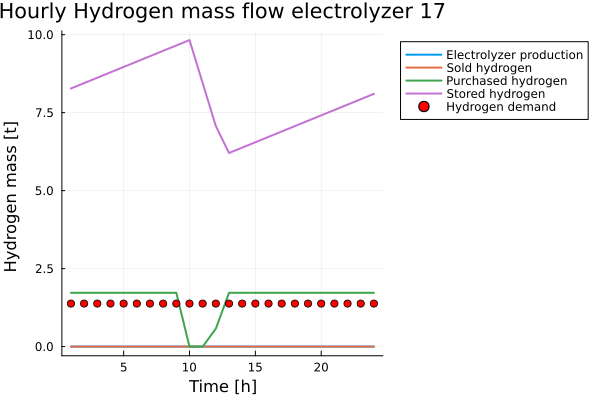 Hourly Hydrogen mass flow electrolyzer 17
Electrolyzer production
Sold hydrogen
Purchased hydrogen
Stored hydrogen
Hydrogen demand
Hydrogen mass [t]
10.0
7.5
5.0
2.5
0.0
5
10
15
20
Time [h]